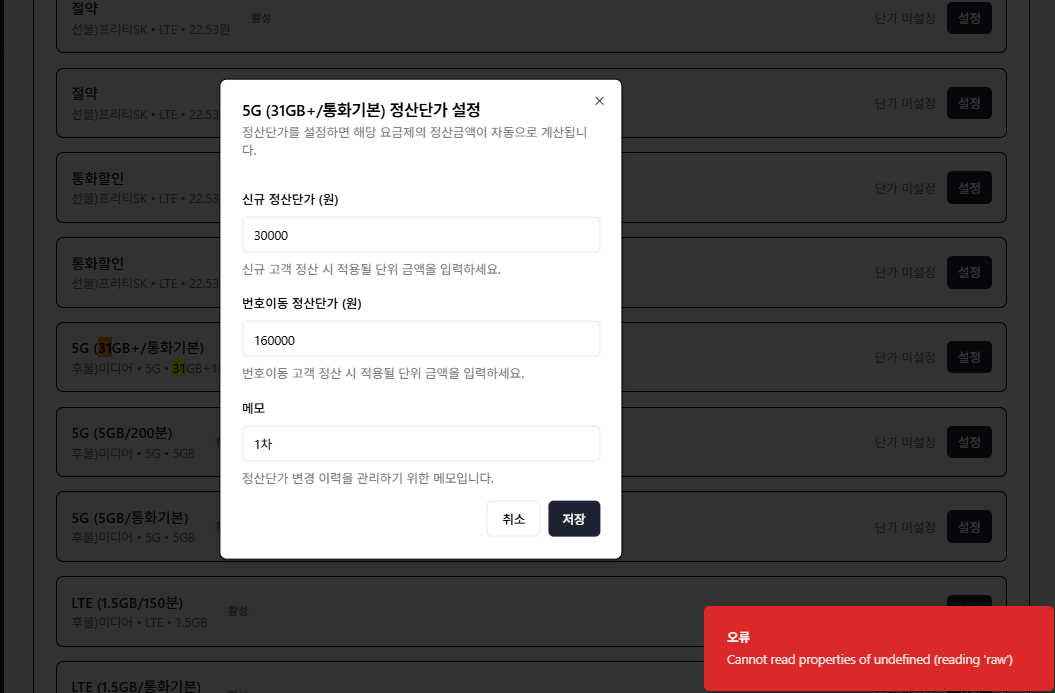 절약
활성
선불)프리티SK • LTE • 22.53원
단가 미설정
설정
절약
선불)프리티SK • LTE • 22.53
단가 미설정
설정
통화할인
선불)프리티SK • LTE • 22.53
단가 미설정
설정
통화할인
선불)프리티SK • LTE • 22.53
단가 미설정
설정
5G (31GB+/통화기본)
후불)미디어 • 5G • 31GB+1
단가 미설정
설정
5G (5GB/200분)
후불)미디어 • 5G • 5GB
단가 미설정
설정
5G (5GB/통화기본)
후불)미디어 • 5G • 5GB
단가 미설정
설정
LTE (1.5GB/150분)
활성
후불)미디어 • LTE • 1.5GB
LTE (1.5GB/통화기본)
5G (31GB+/통화기본) 정산단가 설정
정산단가를 설정하면 해당 요금제의 정산금액이 자동으로 계산됩니
다.
신규 정산단가 (원)
30000
신규 고객 정산 시 적용될 단위 금액을 입력하세요.
번호이동 정산단가 (원)
160000
번호이동 고객 정산 시 적용될 단위 금액을 입력하세요.
메모
1차
정산단가 변경 이력을 관리하기 위한 메모입니다.
취소
저장
오류
Cannot read properties of undefined (reading 'raw')